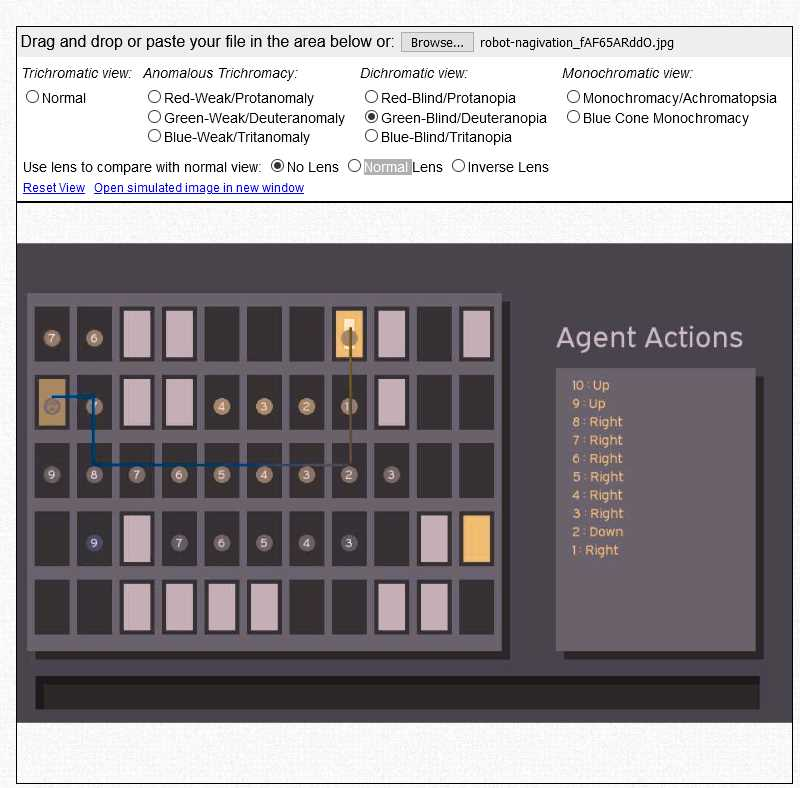 Drag and drop or paste your file in the area below or: Browse... robot-nagivation_fAF65ARddO.jpg
Trichromatic view: Anomalous Trichromacy: Dichromatic view: Monochromatic view:
Normal Red-Weak/Protanomaly Red-Blind/Protanopia Monochromacy/Achromatopsia
Green-Weak/Deuteranomaly Green-Blind/Deuteranopia Blue Cone Monochromacy
Blue-Weak/Tritanomaly Blue-Blind/Tritanopia
Use lens to compare with normal view: No Lens Normal Lens Inverse Lens
Reset View Open simulated image in new window
7 6
7 4 3 2 1
9 8 7 6 5 4 3 2 3
9 7 6 5 4 3
Agent Actions
10: Up
9: Up
8: Right
7: Right
6: Right
5: Right
4: Right
3: Right
2: Down
1: Right